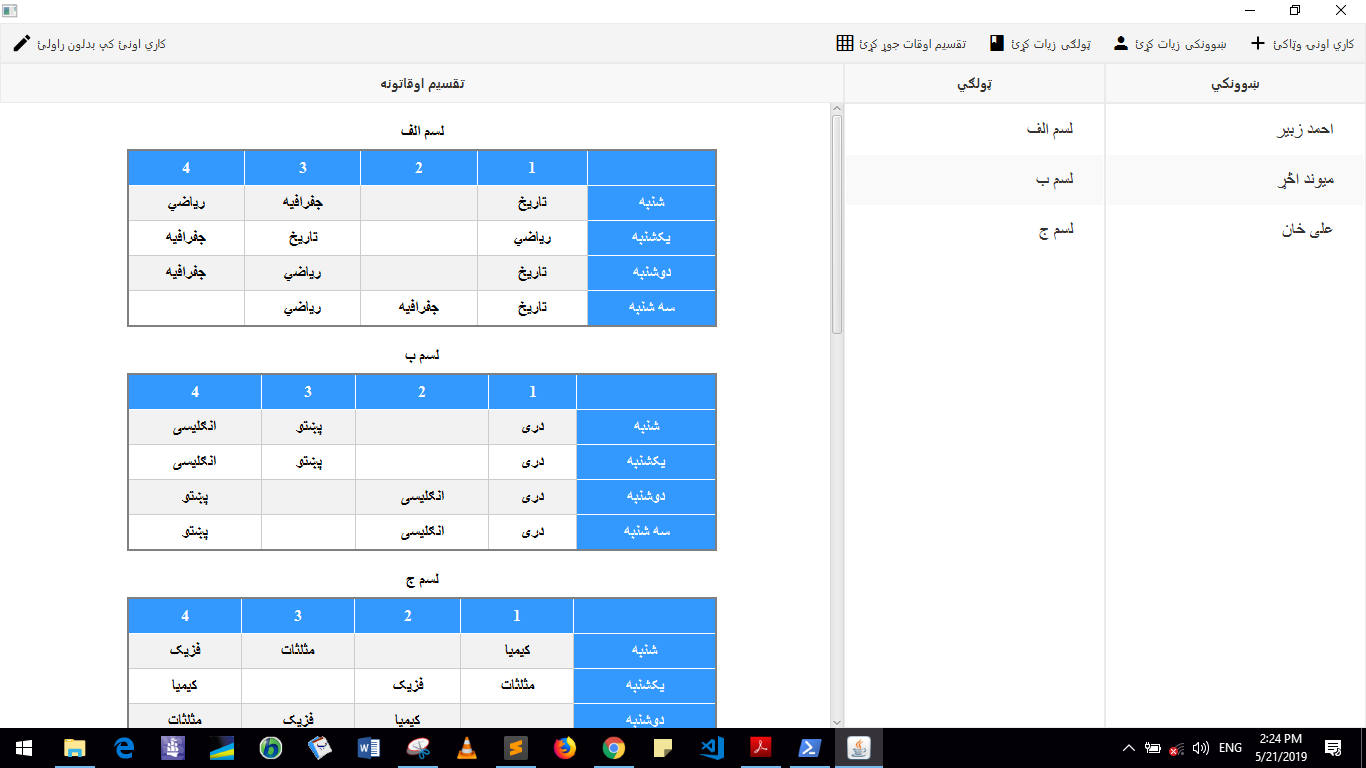 کاري اونۍ وټاکئ
ښوونکی زیات کړئ
ټولګی زیات کړئ
تقسیم اوقات جوړ کړئ
کاري اونۍ کې بدلون راولئ
ښوونکي
ټولګي
تقسیم اوقاتونه
احمد زبیر
میوند اڅړ
علی خان
لسم الف
لسم ب
لسم ج
لسم الف
1 2 3 4
شنبه تاریخ جغرافیه ریاضي
یکشنبه ریاضي تاریخ جغرافیه
دوشنبه تاریخ ریاضي جغرافیه
سه شنبه تاریخ جغرافیه ریاضي
لسم ب
1 2 3 4
شنبه دری پښتو انګلیسی
یکشنبه دری پښتو انګلیسی
دوشنبه دری انګلیسی پښتو
سه شنبه دری انګلیسی پښتو
لسم ج
1 2 3 4
شنبه کیمیا مثلثات فزیک
یکشنبه مثلثات فزیک کیمیا
دوشنبه کیمیا فزیک مثلثات
ENG
2:24 PM
5/21/2019